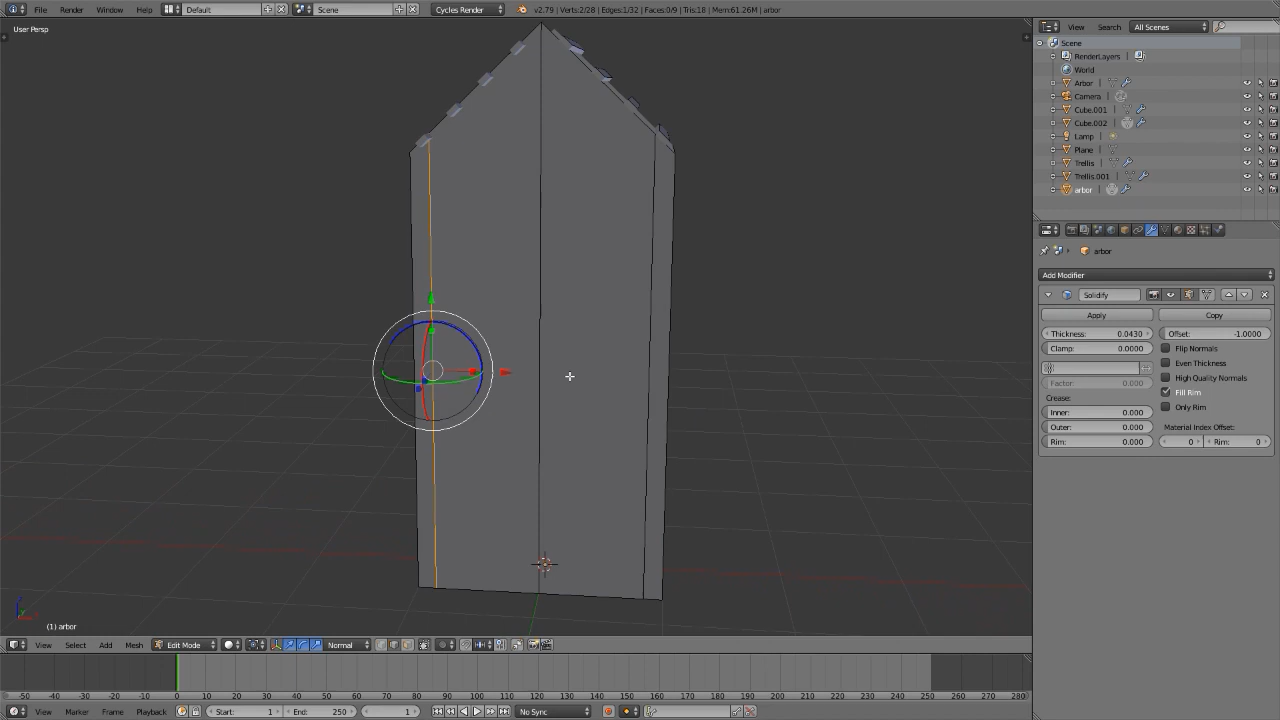 File Render Window Help Default Scene Cycles Render v2.79 | Verts:2/28 | Edges:1/32 | Faces:0/9 | Tris:18 | Mem:61.26M | arbor
User Persp
View Search All Scenes
Scene
RenderLayers
World
Arbor
Camera
Cube.001
Cube.002
Lamp
Plane
Trellis
Trellis.001
arbor
arbor
Add Modifier
Solidify
Apply Copy
Thickness: 0.0430 Offset: -1.0000
Clamp: 0.0000 Flip Normals
Even Thickness
High Quality Normals
Factor: 0.000
Fill Rim
Crease:
Only Rim
Inner: 0.000
Outer: 0.000 Material Index Offset:
Rim: 0.000 0 Rim: 0
(1) arbor
View Select Add Mesh Edit Mode Normal
-50 -40 -30 -20 -10 0 10 20 30 40 50 60 70 80 90 100 110 120 130 140 150 160 170 180 190 200 210 220 230 240 250 260 270 280
View Marker Frame Playback Start: 1 End: 250 1 No Sync